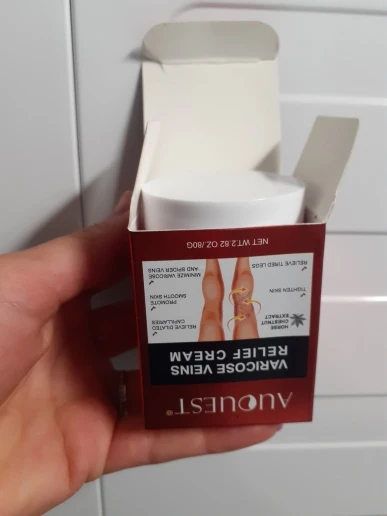 AUQUEST®
VARICOSE VEINS
RELIEF CREAM
HORSE
CHESTNUT
EXTRACT
TIGHTEN SKIN
RELIEVE TIRED LEGS
RELIEVE DILATED
CAPILLARIES
PROMOTE
SMOOTH SKIN
MINIMIZE VARICOSE
AND SPIDER VEINS
NET WT.2.82 OZ/80G